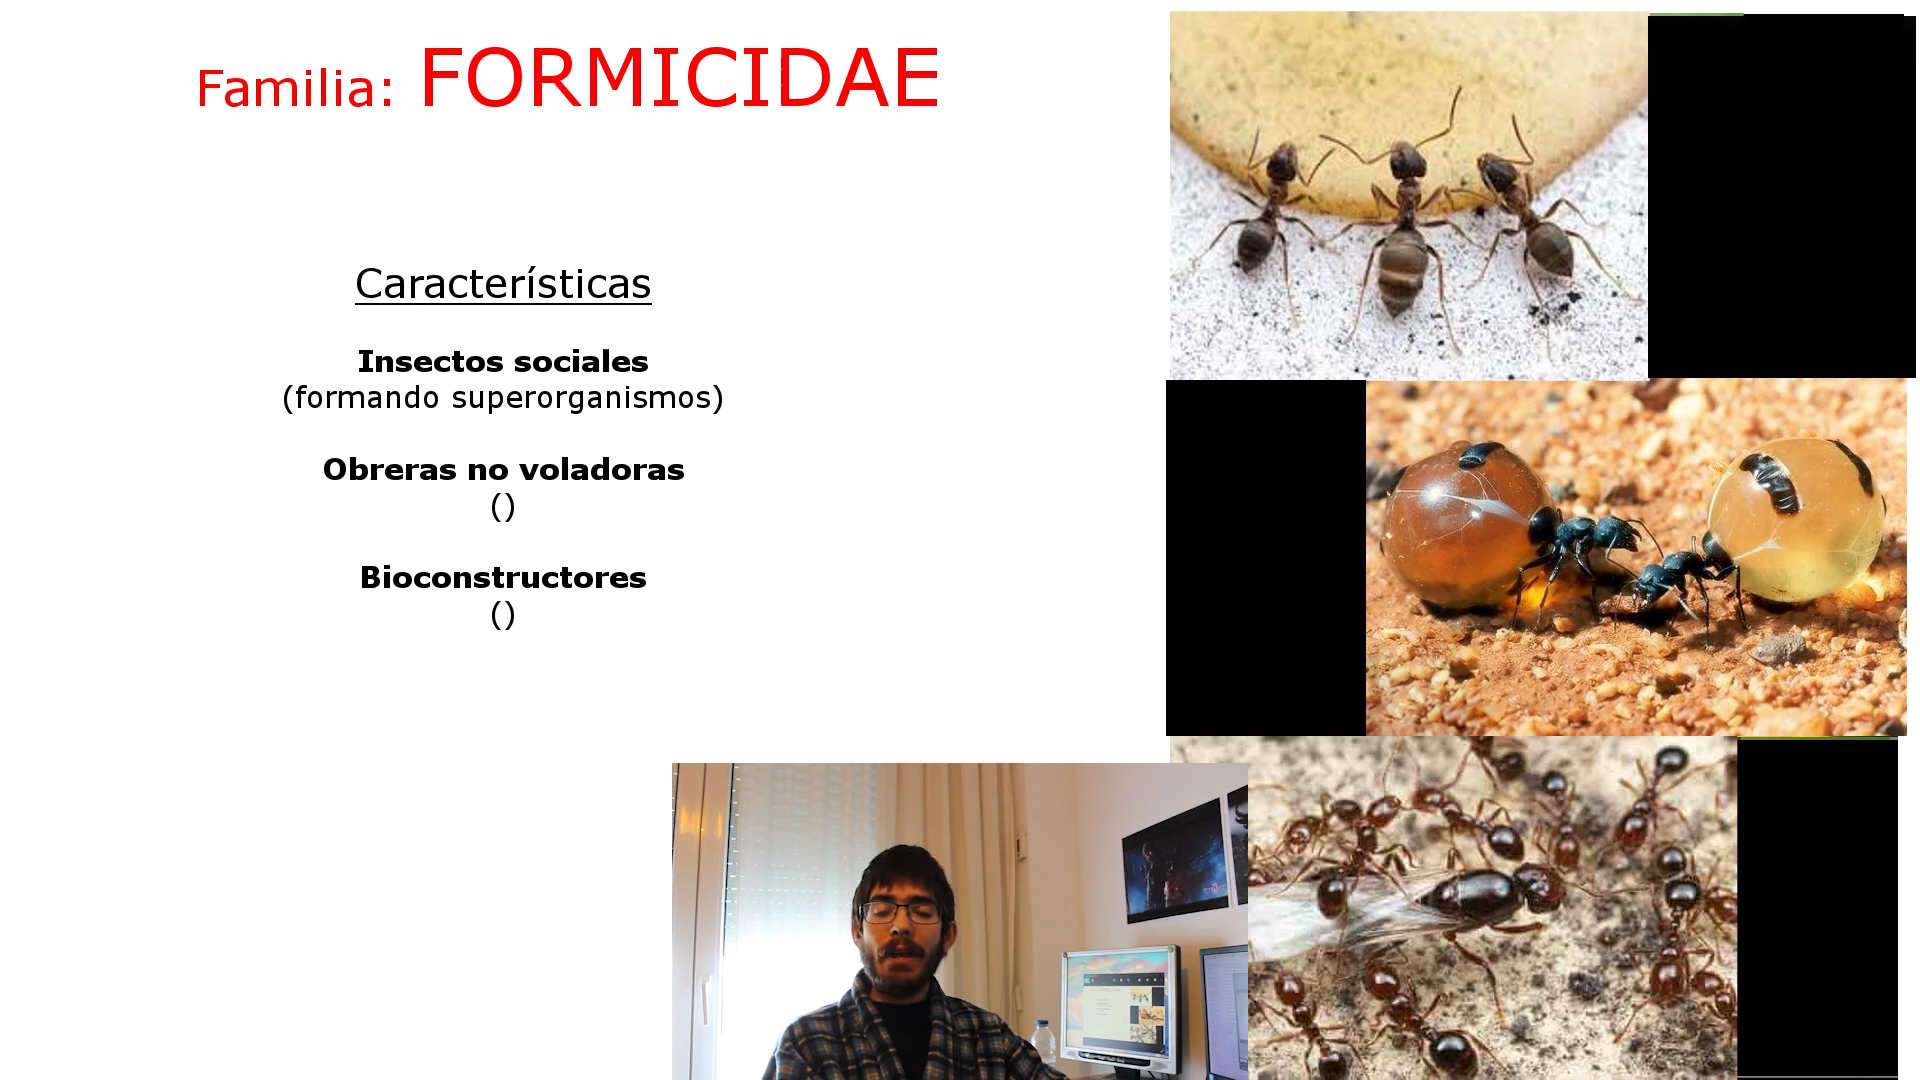 Familia: FORMICIDAE
Características
Insectos sociales
(formando superorganismos)
Obreras no voladoras
()
Bioconstructores
()